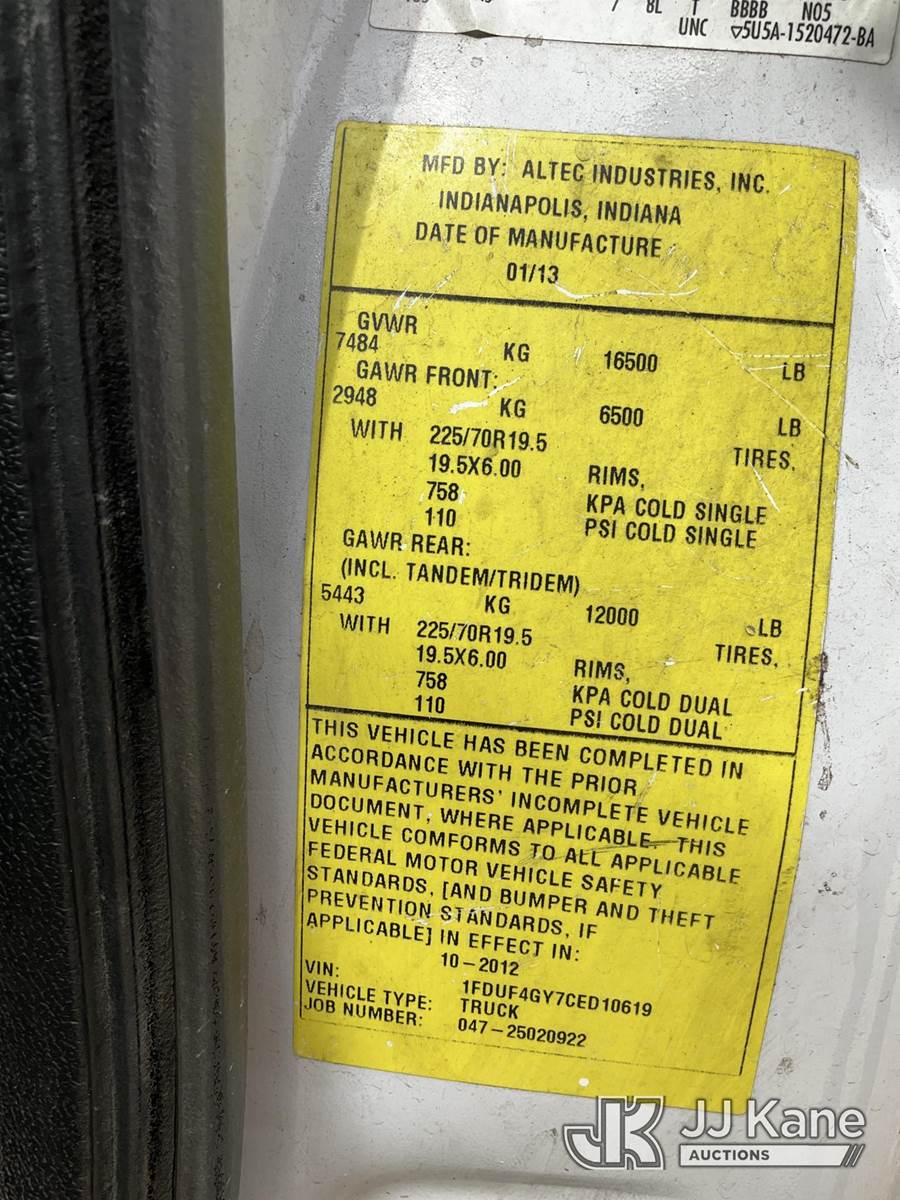 7 8L T BBBB N05
UNC ▽5U5A-1520472-BA
MFD BY: ALTEC INDUSTRIES, INC.
INDIANAPOLIS, INDIANA
DATE OF MANUFACTURE
01/13
GVWR
7484 KG 16500 LB
GAWR FRONT:
2948 KG 6500 LB
WITH 225/70R19.5 TIRES,
19.5X6.00 RIMS,
758 KPA COLD SINGLE
110 PSI COLD SINGLE
GAWR REAR:
(INCL. TANDEM/TRIDEM)
5443 KG 12000 LB
WITH 225/70R19.5 TIRES,
19.5X6.00 RIMS,
758 KPA COLD DUAL
110 PSI COLD DUAL
THIS VEHICLE HAS BEEN COMPLETED IN
ACCORDANCE WITH THE PRIOR
MANUFACTURERS' INCOMPLETE VEHICLE
DOCUMENT, WHERE APPLICABLE. THIS
VEHICLE COMFORMS TO ALL APPLICABLE
FEDERAL MOTOR VEHICLE SAFETY
STANDARDS, [AND BUMPER AND THEFT
PREVENTION STANDARDS, IF
APPLICABLE] IN EFFECT IN:
10-2012
VIN: 1FDUF4GY7CED10619
VEHICLE TYPE: TRUCK
JOB NUMBER: 047-25020922
JK JJ Kane
AUCTIONS